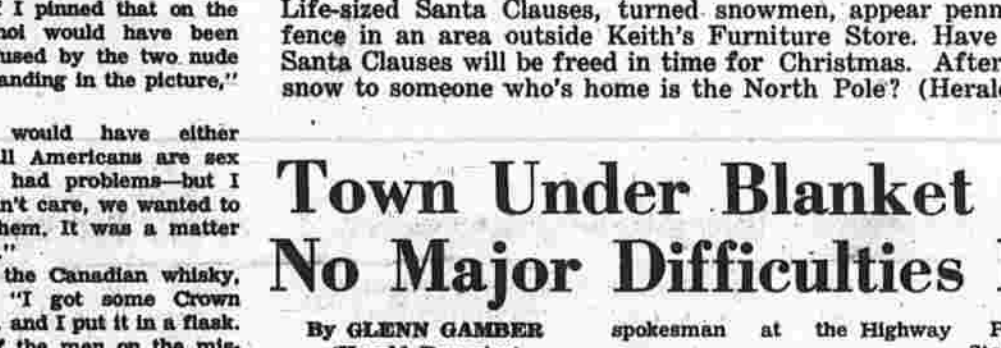 I pinned that on the
would have been
used by the two nude
anding in the picture,"
would have either
ll Americans are sex
had problems—but I
n't care, we wanted to
hem. It was a matter
"
the Canadian whisky,
"I got some Crown
and I put it in a flask.
the men on the mis-
Life-sized Santa Clauses, turned snowmen, appear
fence in an area outside Keith's Furniture Store. Have
Santa Clauses will be freed in time for Christmas. After
snow to someone who's home is the North Pole? (Heral
Town Under Blanket
No Major Difficulties
By GLENN GAMBER
spokesman at the Highway